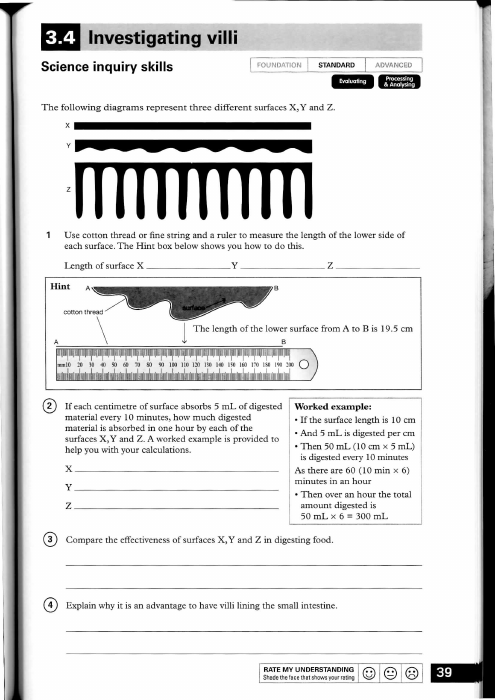 3.4 Investigating villi
Science inquiry skills
FOUNDATION STANDARD ADVANCED
Evaluating Processing & Analysing
The following diagrams represent three different surfaces X, Y and Z.
X
Y
Z
1 Use cotton thread or fine string and a ruler to measure the length of the lower side of
each surface. The Hint box below shows you how to do this.
Length of surface X Y Z
Hint
A B
surface
cotton thread
The length of the lower surface from A to B is 19.5 cm
A B
mm10 20 30 40 50 60 70 80 90 100 110 120 130 140 150 160 170 180 190 200
2 If each centimetre of surface absorbs 5 mL of digested
material every 10 minutes, how much digested
material is absorbed in one hour by each of the
surfaces X, Y and Z. A worked example is provided to
help you with your calculations.
X
Y
Z
Worked example:
• If the surface length is 10 cm
• And 5 mL is digested per cm
• Then 50 mL (10 cm × 5 mL)
is digested every 10 minutes
As there are 60 (10 min × 6)
minutes in an hour
• Then over an hour the total
amount digested is
50 mL × 6 = 300 mL
3 Compare the effectiveness of surfaces X, Y and Z in digesting food.
4 Explain why it is an advantage to have villi lining the small intestine.
RATE MY UNDERSTANDING
Shade the face that shows your rating
39